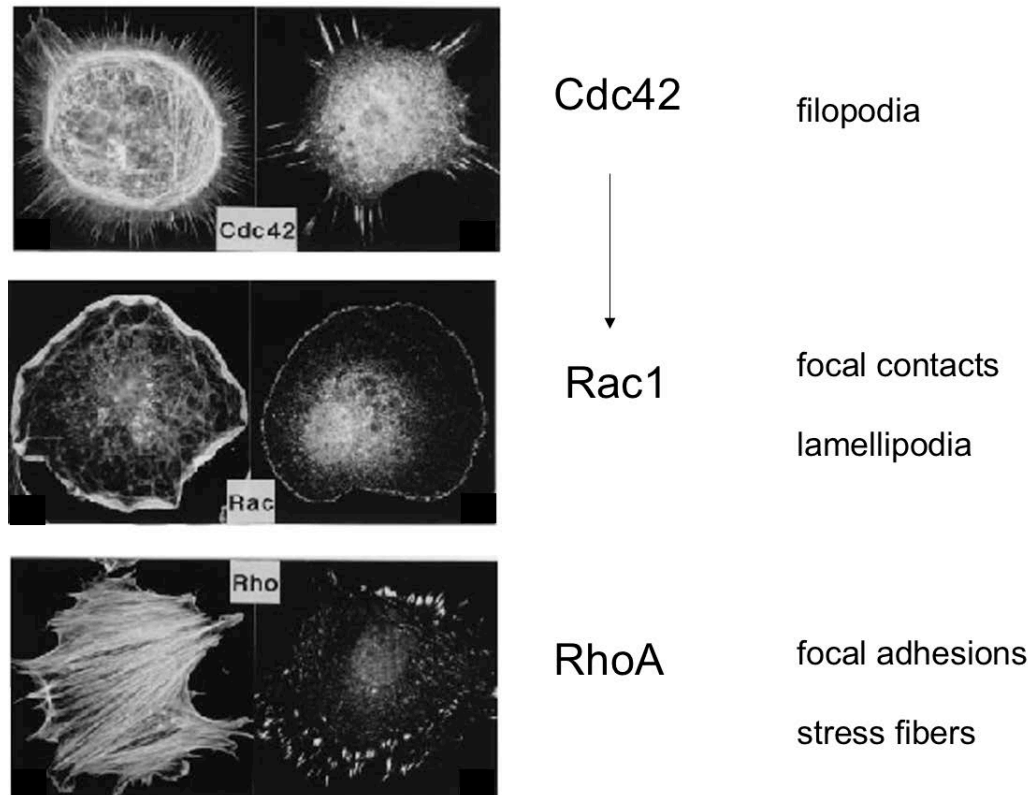 Cdc42
filopodia
Cdc42
Rac1
focal contacts
lamellipodia
Rac
Rho
RhoA
focal adhesions
stress fibers